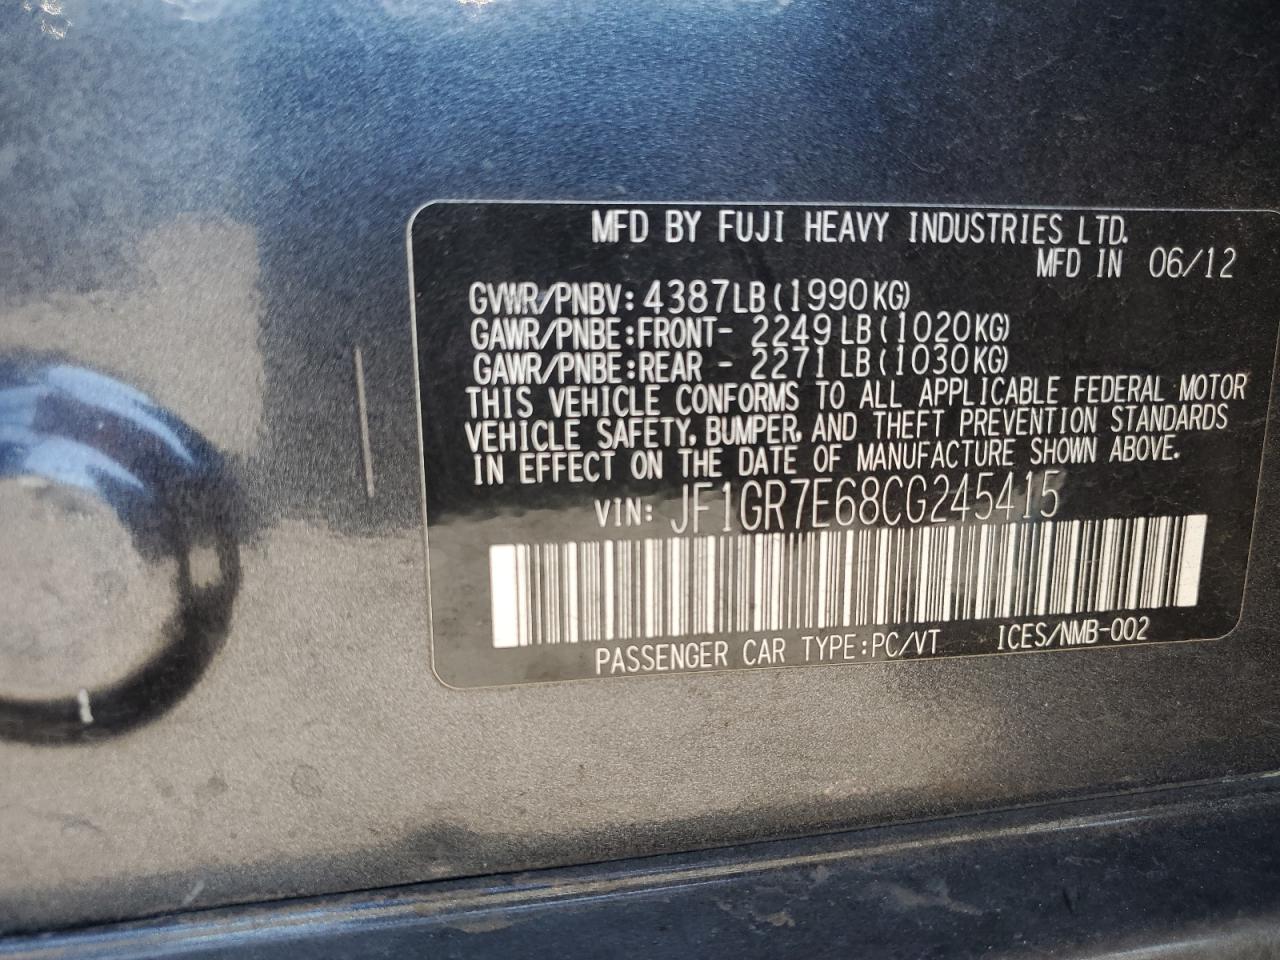 MFD BY FUJI HEAVY INDUSTRIES LTD.
MFD IN 06/12
GVWR/PNBV: 4387LB(1990KG)
GAWR/PNBE:FRONT- 2249LB(1020KG)
GAWR/PNBE:REAR - 2271LB(1030KG)
THIS VEHICLE CONFORMS TO ALL APPLICABLE FEDERAL MOTOR
VEHICLE SAFETY, BUMPER, AND THEFT PREVENTION STANDARDS
IN EFFECT ON THE DATE OF MANUFACTURE SHOWN ABOVE.
VIN: JF1GR7E68CG245415
PASSENGER CAR TYPE:PC/VT ICES/NMB-002